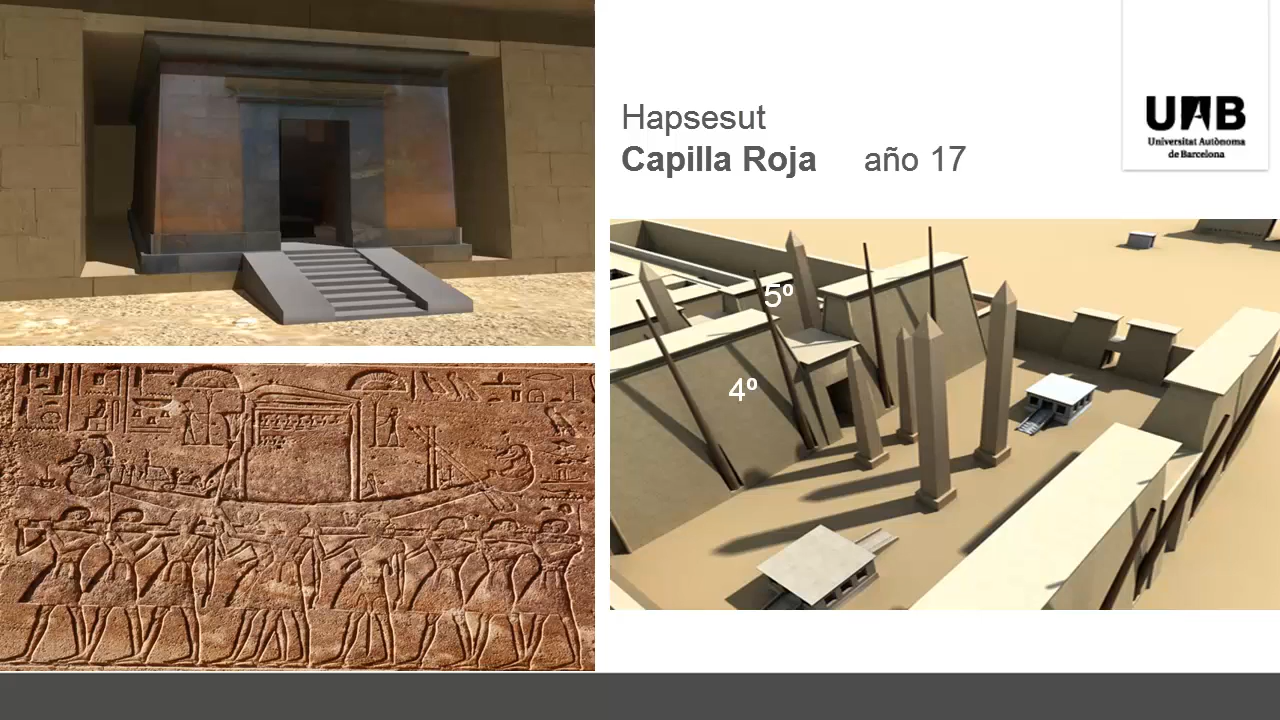 Hapsesut
Capilla Roja año 17
UAB
Universitat Autònoma
de Barcelona
5º
4º